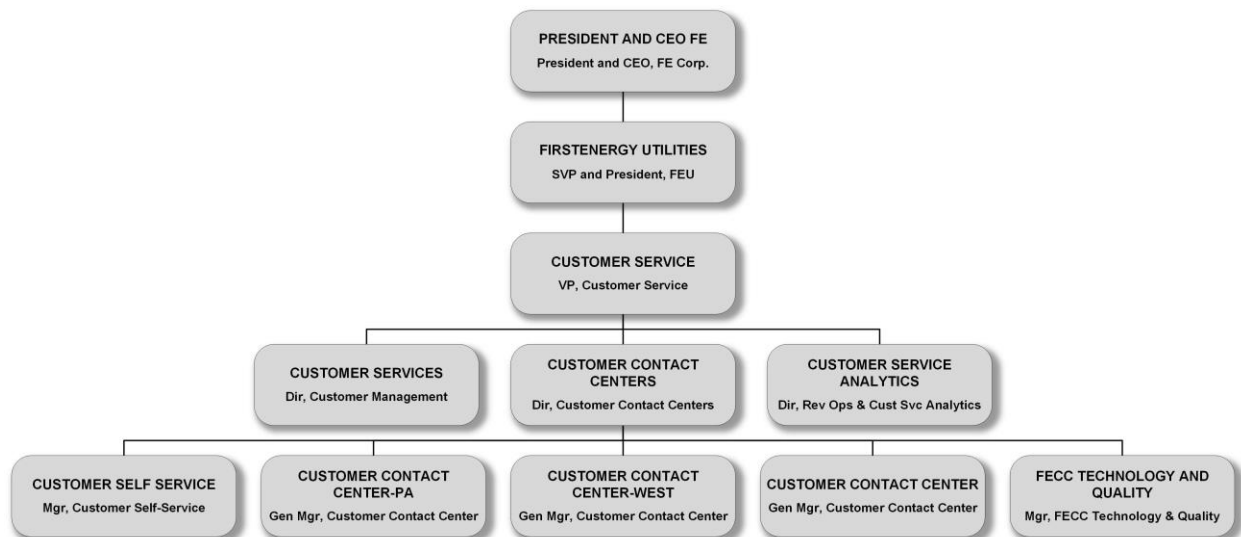 PRESIDENT AND CEO FE
President and CEO, FE Corp.
FIRSTENERGY UTILITIES
SVP and President, FEU
CUSTOMER SERVICE
VP, Customer Service
CUSTOMER SERVICES
Dir, Customer Management
CUSTOMER CONTACT
CENTERS
Dir, Customer Contact Centers
CUSTOMER SERVICE
ANALYTICS
Dir, Rev Ops & Cust Svc Analytics
CUSTOMER SELF SERVICE
Mgr, Customer Self-Service
CUSTOMER CONTACT
CENTER-PA
Gen Mgr, Customer Contact Center
CUSTOMER CONTACT
CENTER-WEST
Gen Mgr, Customer Contact Center
CUSTOMER CONTACT CENTER
Gen Mgr, Customer Contact Center
FECC TECHNOLOGY AND
QUALITY
Mgr, FECC Technology & Quality